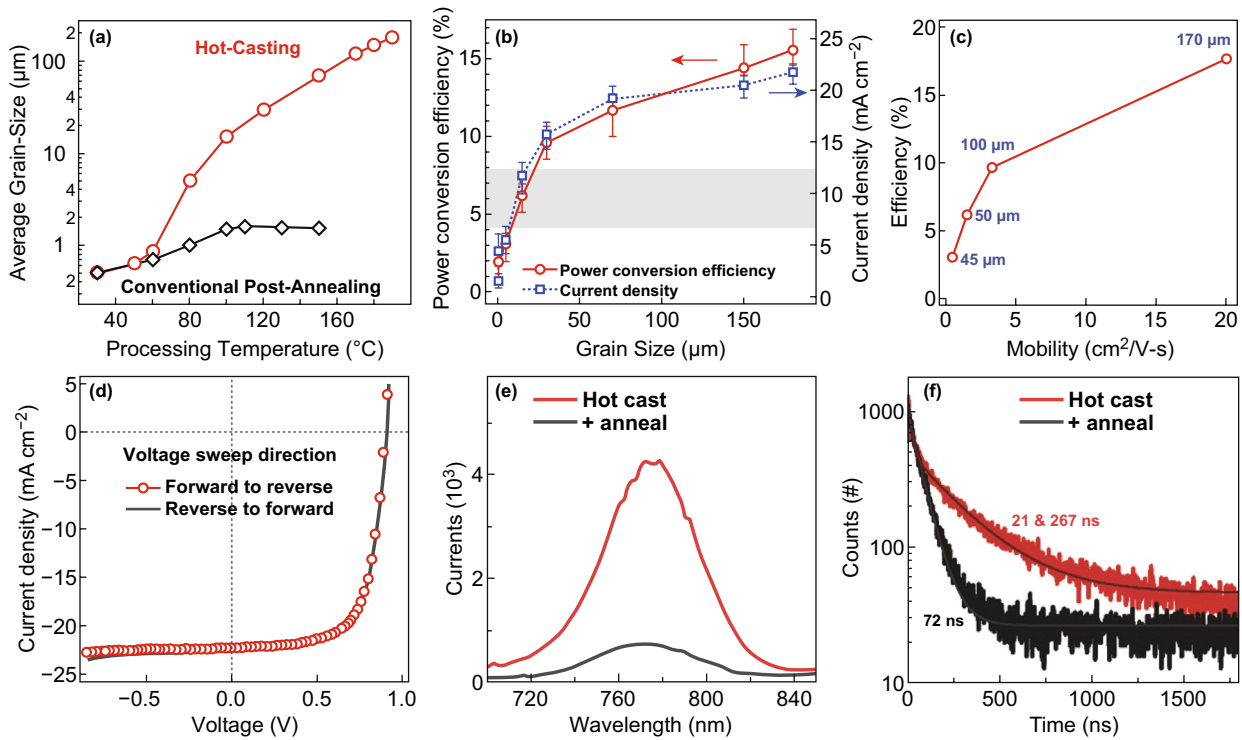 (a)
Hot-Casting
Conventional Post-Annealing
Average Grain-Size (µm)
2
100
4
2
10
4
2
1
4
2
40
80
120
160
Processing Temperature (°C)
(b)
Power conversion efficiency
Current density
Power conversion efficiency (%)
15
10
5
0
25
20
15
10
5
0
Current density (mA cm−2)
0
50
100
150
Grain Size (µm)
(c)
170 µm
100 µm
50 µm
45 µm
Efficiency (%)
20
15
10
5
0
0
5
10
15
20
Mobility (cm2/V-s)
(d)
Voltage sweep direction
Forward to reverse
Reverse to forward
Current density (mA cm−2)
5
0
−5
−10
−15
−20
−25
−0.5
0.0
0.5
1.0
Voltage (V)
(e)
Hot cast
+ anneal
Currents (103)
4
2
0
720
760
800
840
Wavelength (nm)
(f)
Hot cast
+ anneal
21 & 267 ns
72 ns
Counts (#)
1000
100
10
0
500
1000
1500
Time (ns)